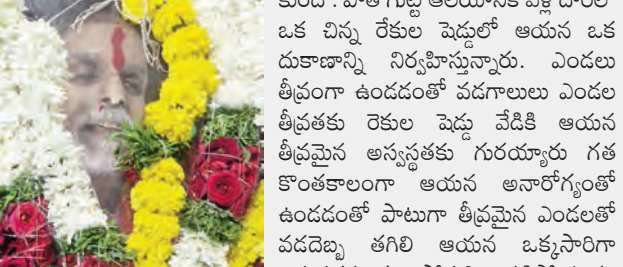 ఒక చిన్న రేకుల షెడ్డులో ఆయన ఒక
దుకాణాన్ని నిర్వహిస్తున్నారు. ఎండలు
తీవ్రంగా ఉండడంతో వడగాలులు ఎండల
తీవ్రతకు రేకుల షెడ్డు వేడికి ఆయన
తీవ్రమైన అస్వస్థతకు గురయ్యారు గత
కొంతకాలంగా ఆయన అనారోగ్యంతో
ఉండడంతో పాటుగా తీవ్రమైన ఎండలతో
వడదెబ్బ తగిలి ఆయన ఒక్కసారిగా